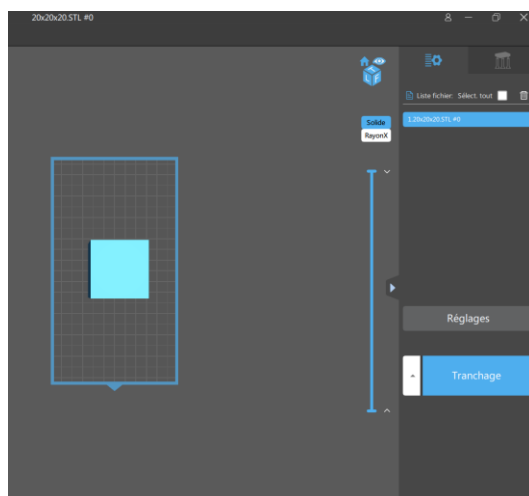 20x20x20.STL #0
Solide
RayonX
Liste fichier: Sélect. tout
1.20x20x20.STL #0
Réglages
Tranchage